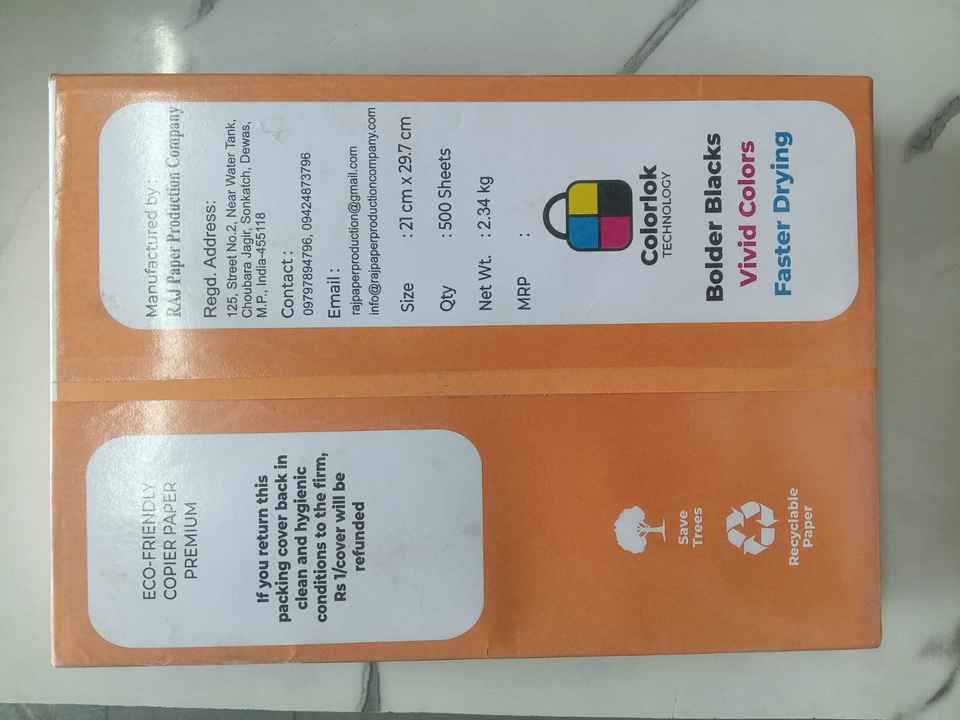 ECO-FRIENDLY
COPIER PAPER
PREMIUM
If you return this
packing cover back in
clean and hygienic
conditions to the firm,
Rs 1/cover will be
refunded
Save
Trees
Recyclable
Paper
Manufactured by :
RAJ Paper Production Company
Regd. Address:
125, Street No.2, Near Water Tank,
Choubara Jagir, Sonkatch, Dewas,
M.P., India-455118
Contact :
09797894796, 09424873796
Email :
rajpaperproduction@gmail.com
info@rajpaperproductioncompany.com
Size : 21 cm x 29.7 cm
Qty : 500 Sheets
Net Wt. : 2.34 kg
MRP :
Colorlok
TECHNOLOGY
Bolder Blacks
Vivid Colors
Faster Drying